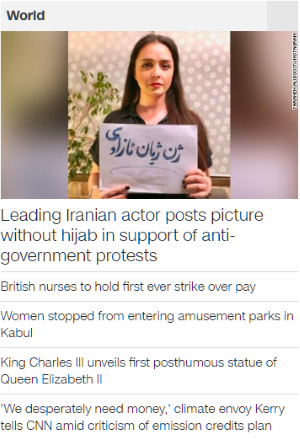 World
ژن ژیان ئازادی
Leading Iranian actor posts picture
without hijab in support of anti-
government protests
British nurses to hold first ever strike over pay
Women stopped from entering amusement parks in
Kabul
King Charles III unveils first posthumous statue of
Queen Elizabeth II
'We desperately need money,' climate envoy Kerry
tells CNN amid criticism of emission credits plan